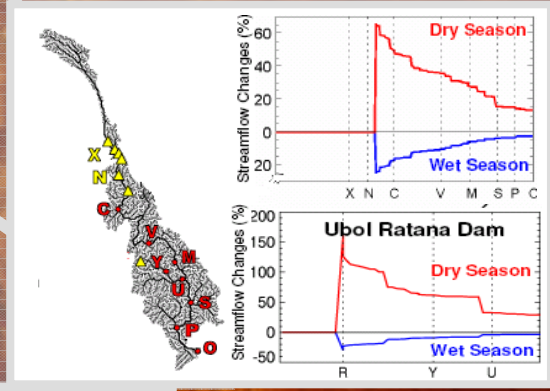 X
N
C
V
Y
M
U
S
P
O
Streamflow Changes (%)
60
40
20
0
20
Dry Season
Wet Season
X N C V M S P O
Streamflow Changes (%)
200
150
100
50
0
-50
Ubol Ratana Dam
Dry Season
Wet Season
R Y U